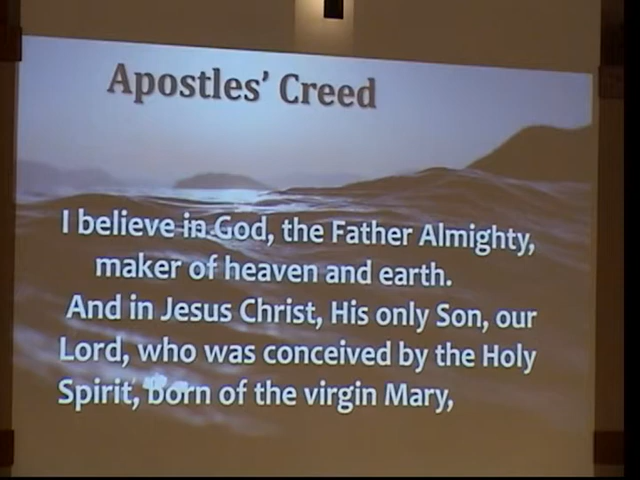 Apostles' Creed
I believe in God, the Father Almighty,
maker of heaven and earth.
And in Jesus Christ, His only Son, our
Lord, who was conceived by the Holy
Spirit, born of the virgin Mary,